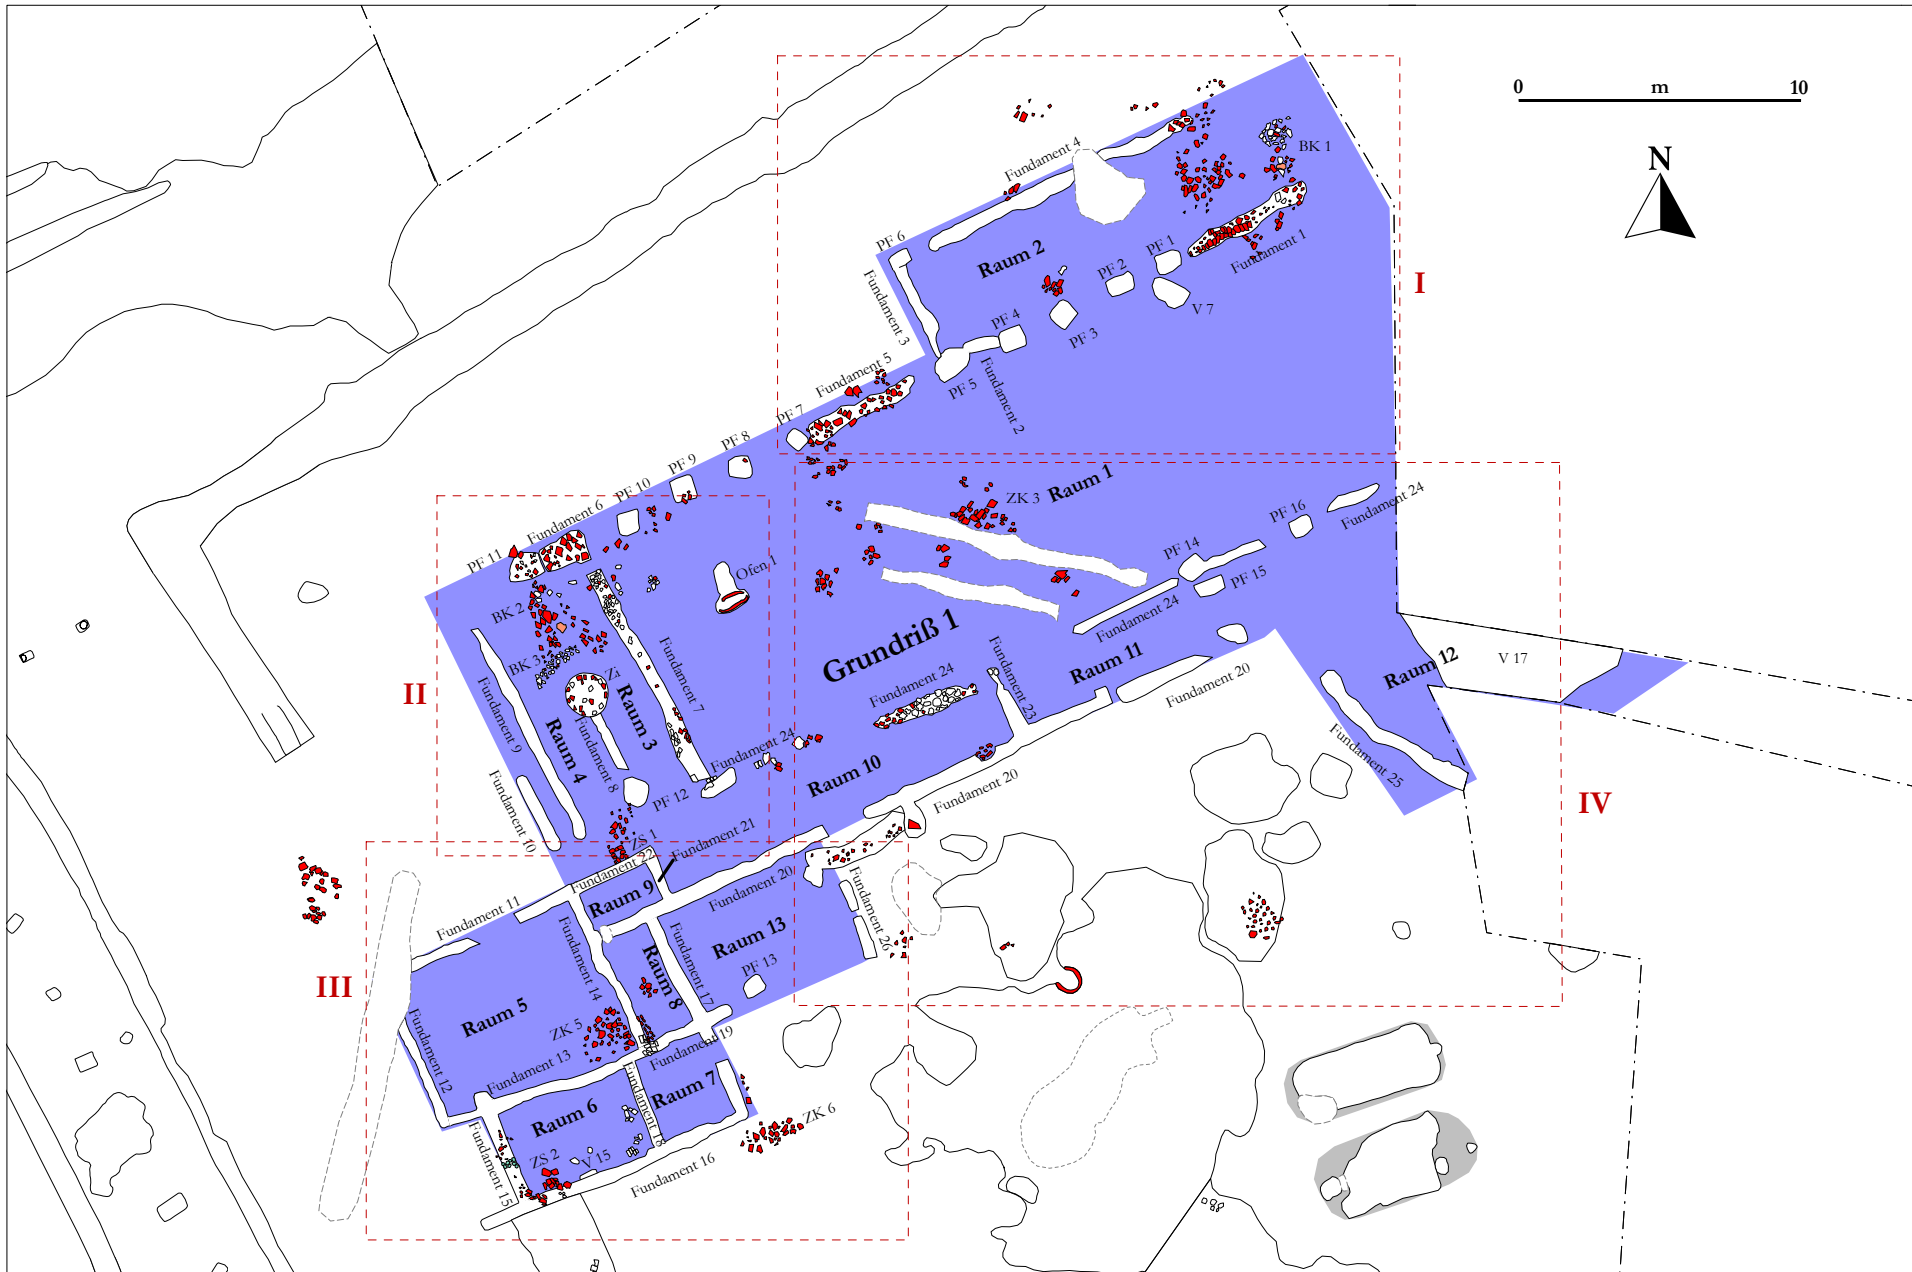 0 m 10
N
I
BK 1
Fundament 4
PF 6
Raum 2
Fundament 1
PF 1
PF 2
V 7
Fundament 3
PF 4
PF 3
Fundament 5
PF 5
Fundament 2
PF 7
PF 8
PF 9
PF 10
Raum 1
ZK 3
Fundament 24
PF 16
Fundament 6
PF 11
PF 14
PF 15
Ofen 1
BK 2
Fundament 24
Grundriß 1
BK 3
Fundament 7
Raum 11
Raum 12
V 17
II
Fundament 9
Raum 3
Fundament 24
Fundament 23
Fundament 20
Raum 4
Fundament 8
Fundament 24
Raum 10
Fundament 25
Fundament 10
PF 12
Fundament 20
IV
ZS 1
Fundament 21
Fundament 22
Raum 9
Fundament 20
Fundament 11
Fundament 26
Raum 13
Fundament 14
Raum 8
Fundament 17
PF 13
III
Raum 5
ZK 5
Fundament 12
Fundament 13
Fundament 19
Raum 7
Fundament 18
Raum 6
ZK 6
Fundament 15
ZS 2
V 15
Fundament 16